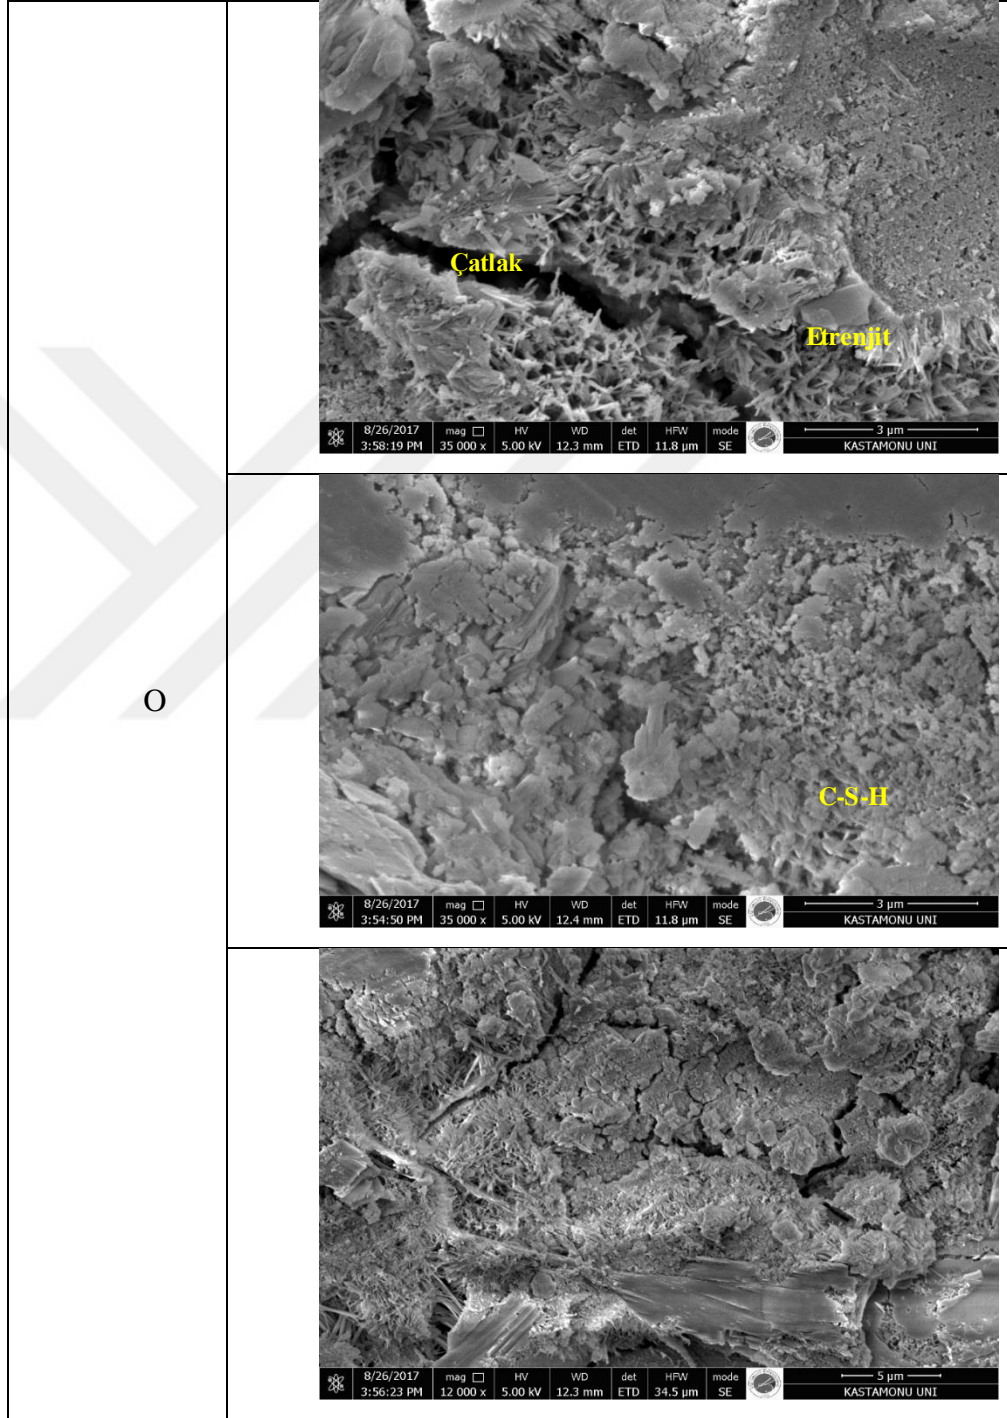 Çatlak
Etrenjit
8/26/2017 mag HV WD det HFW mode 3 µm
3:58:19 PM 35 000 x 5.00 kV 12.3 mm ETD 11.8 µm SE KASTAMONU UNI
O
C-S-H
8/26/2017 mag HV WD det HFW mode 3 µm
3:54:50 PM 35 000 x 5.00 kV 12.4 mm ETD 11.8 µm SE KASTAMONU UNI
8/26/2017 mag HV WD det HFW mode 5 µm
3:56:23 PM 12 000 x 5.00 kV 12.3 mm ETD 34.5 µm SE KASTAMONU UNI